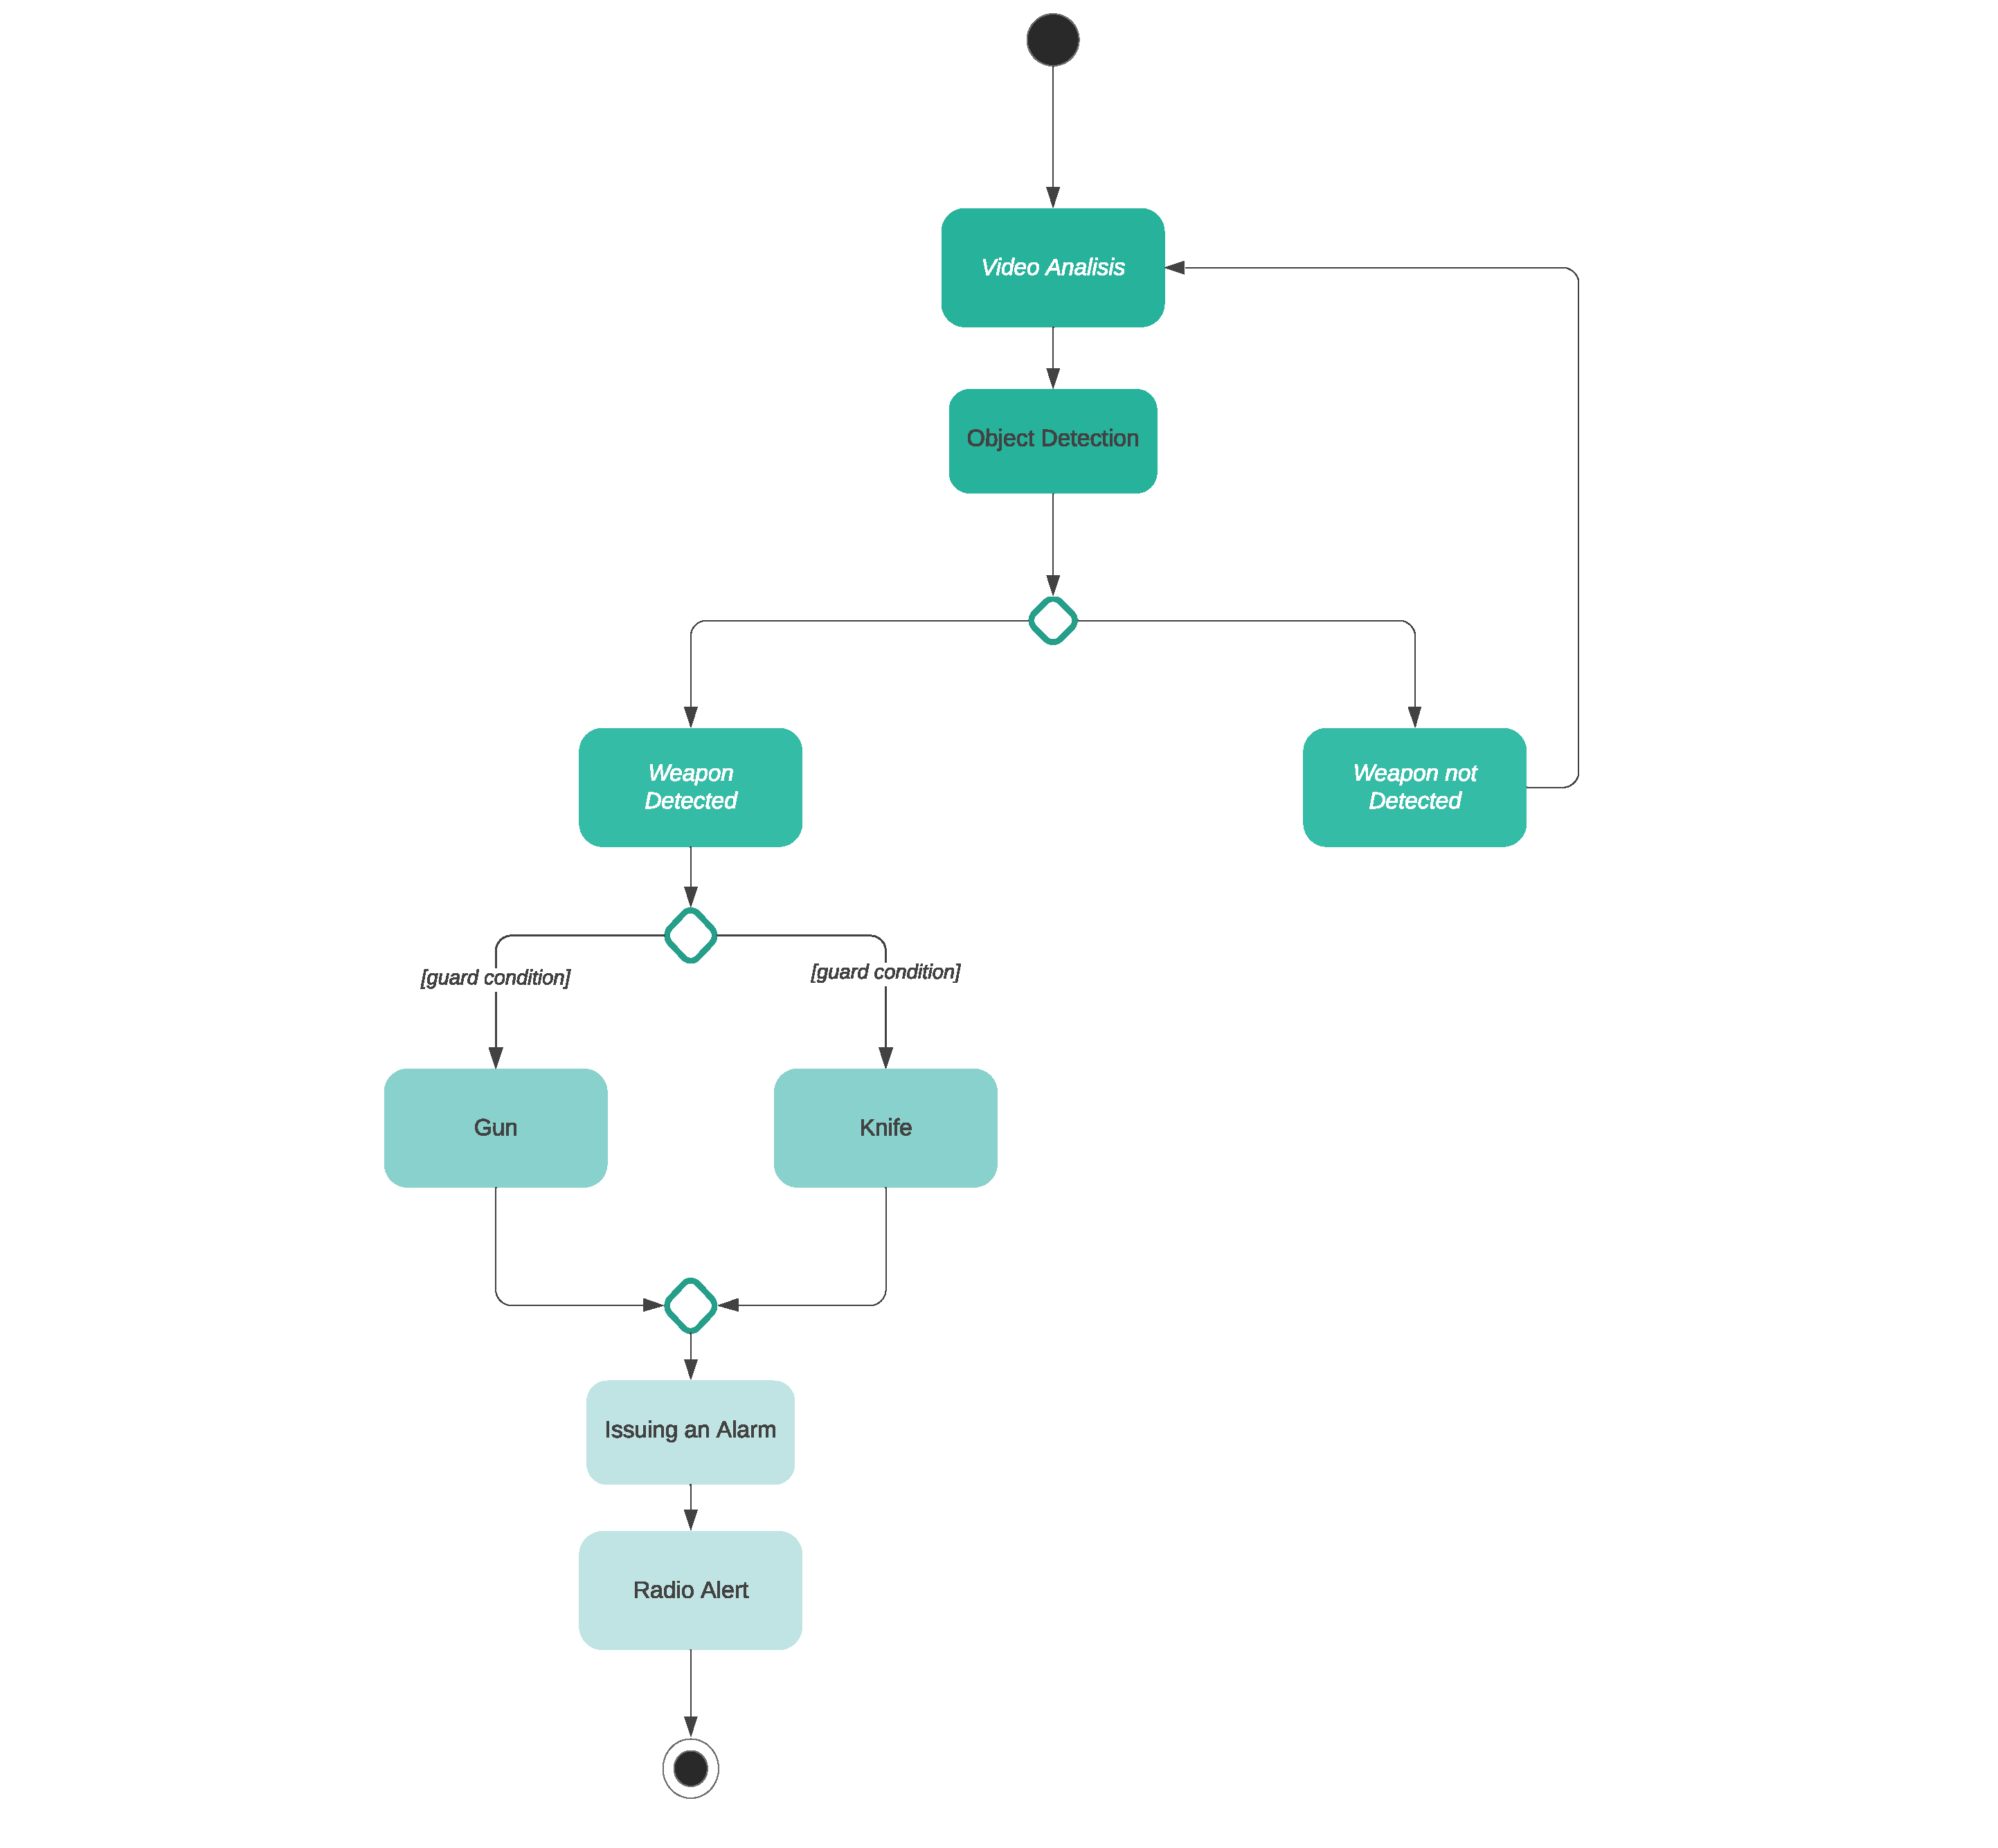 Video Analisis
Object Detection
Weapon
Detected
Weapon not
Detected
[guard condition]
[guard condition]
Gun
Knife
Issuing an Alarm
Radio Alert